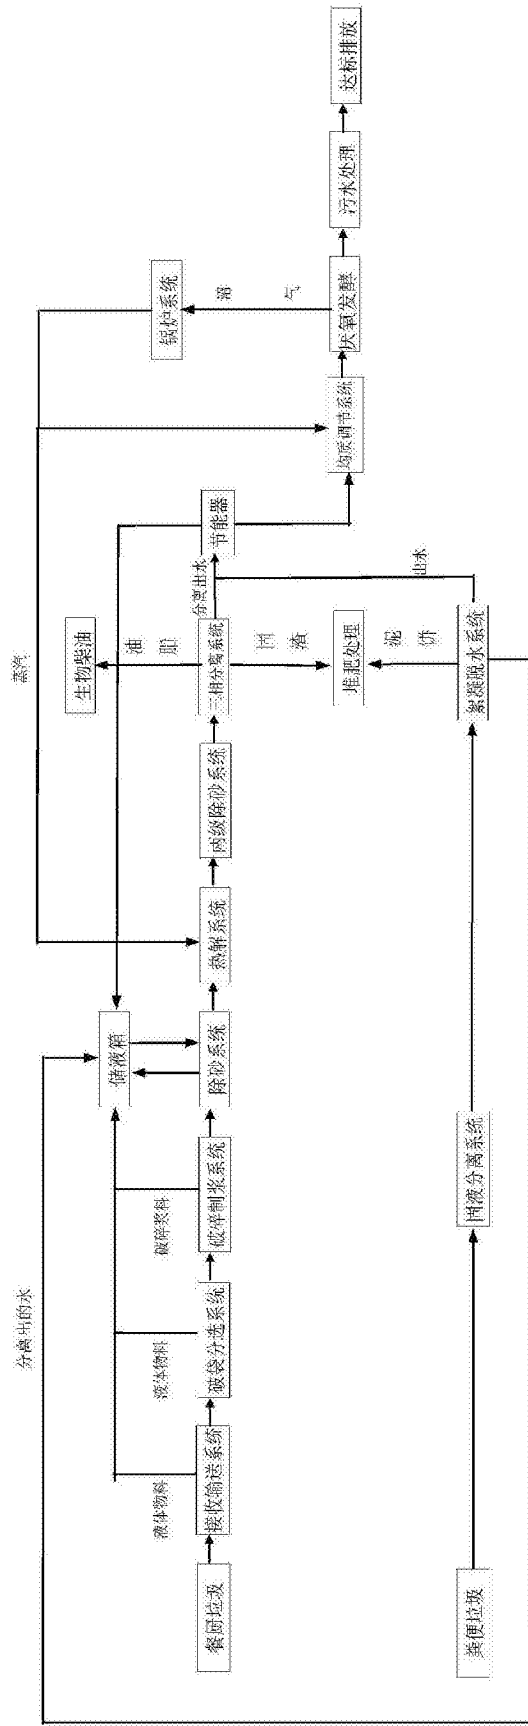 分离出的水
蒸汽
生物柴油
锅炉系统
储液箱
油脂
沼气
液体物料
液体物料
破碎浆料
分离出水
餐厨垃圾
接收输送系统
破袋分选系统
破碎制浆系统
除砂系统
热解系统
两级除砂系统
三相分离系统
节能器
固渣
堆肥处理
均质调节系统
厌氧发酵
污水处理
达标排放
泥饼
出水
粪便垃圾
固液分离系统
絮凝脱水系统